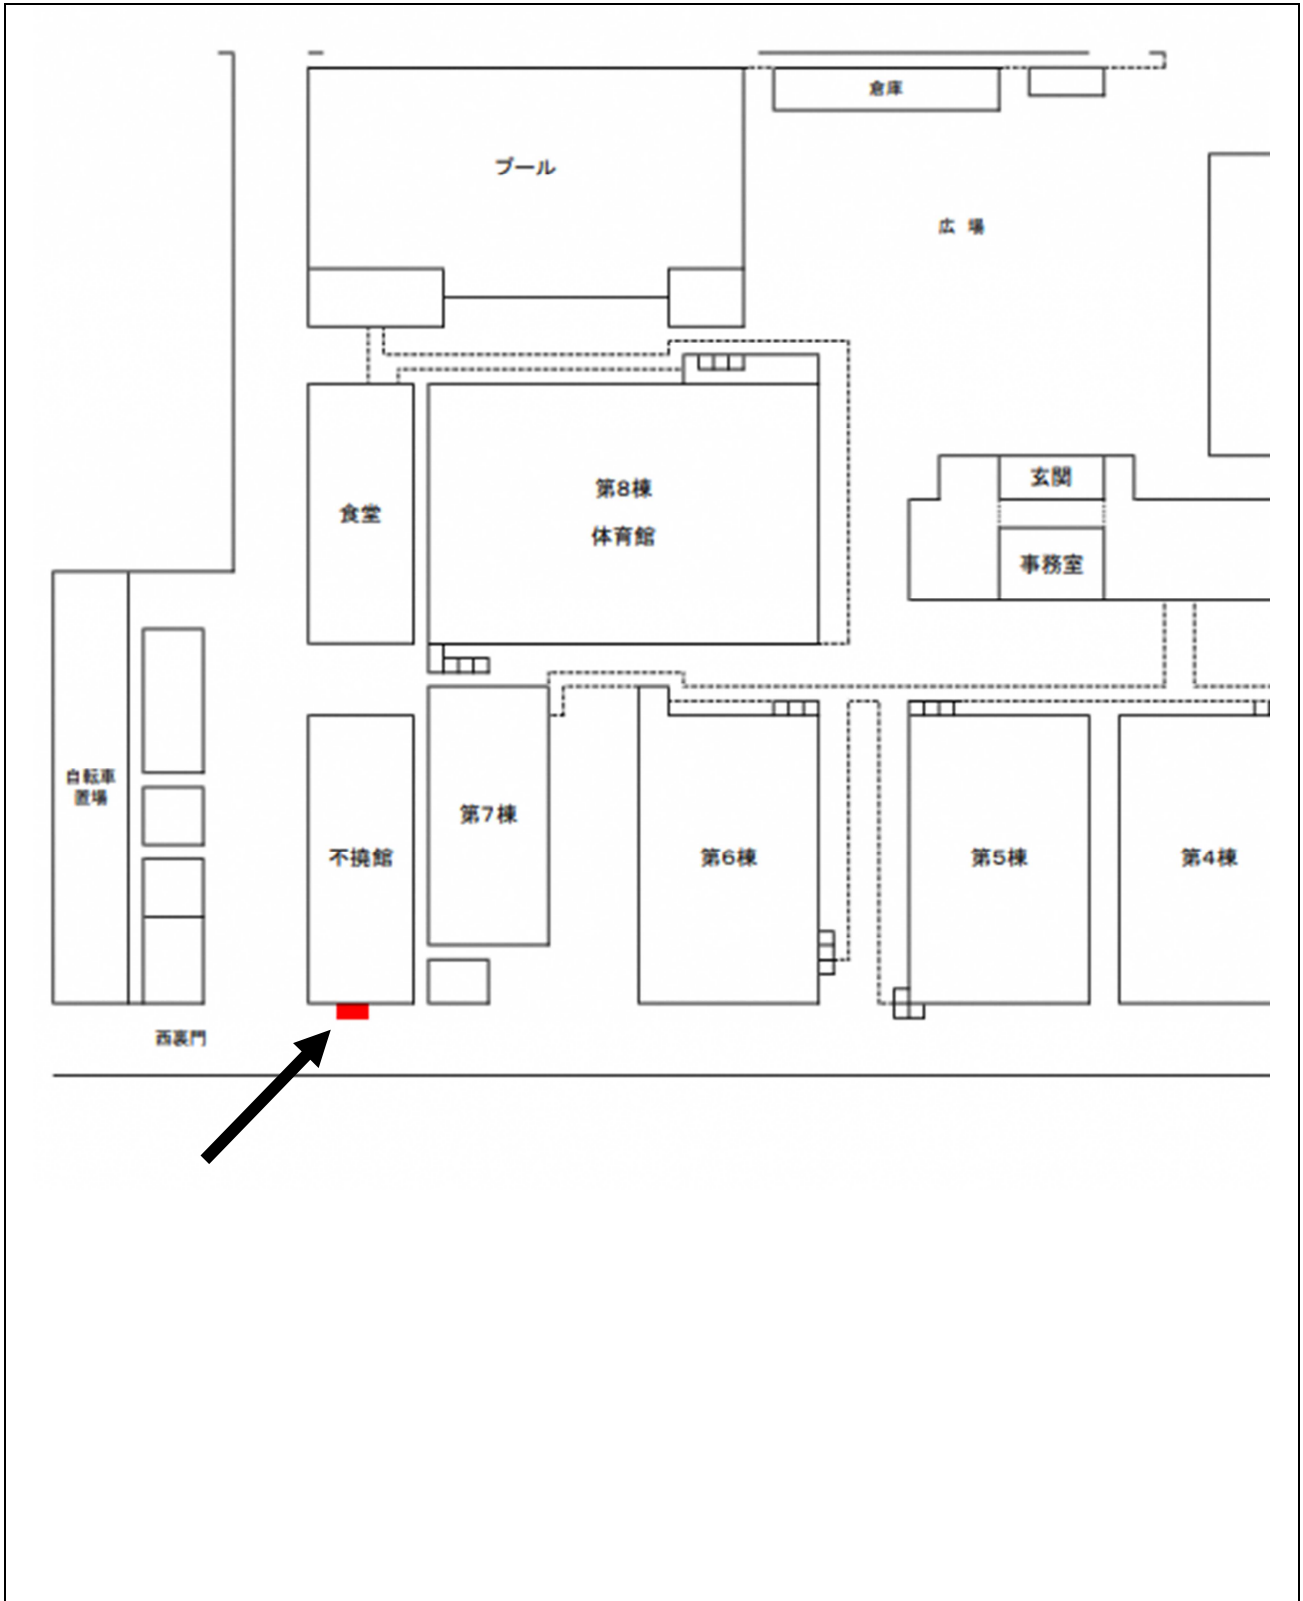 倉庫
プール
広 場
玄関
第8棟
体育館
食堂
事務室
自転車
置場
第7棟
不撓館
第6棟
第5棟
第4棟
西裏門